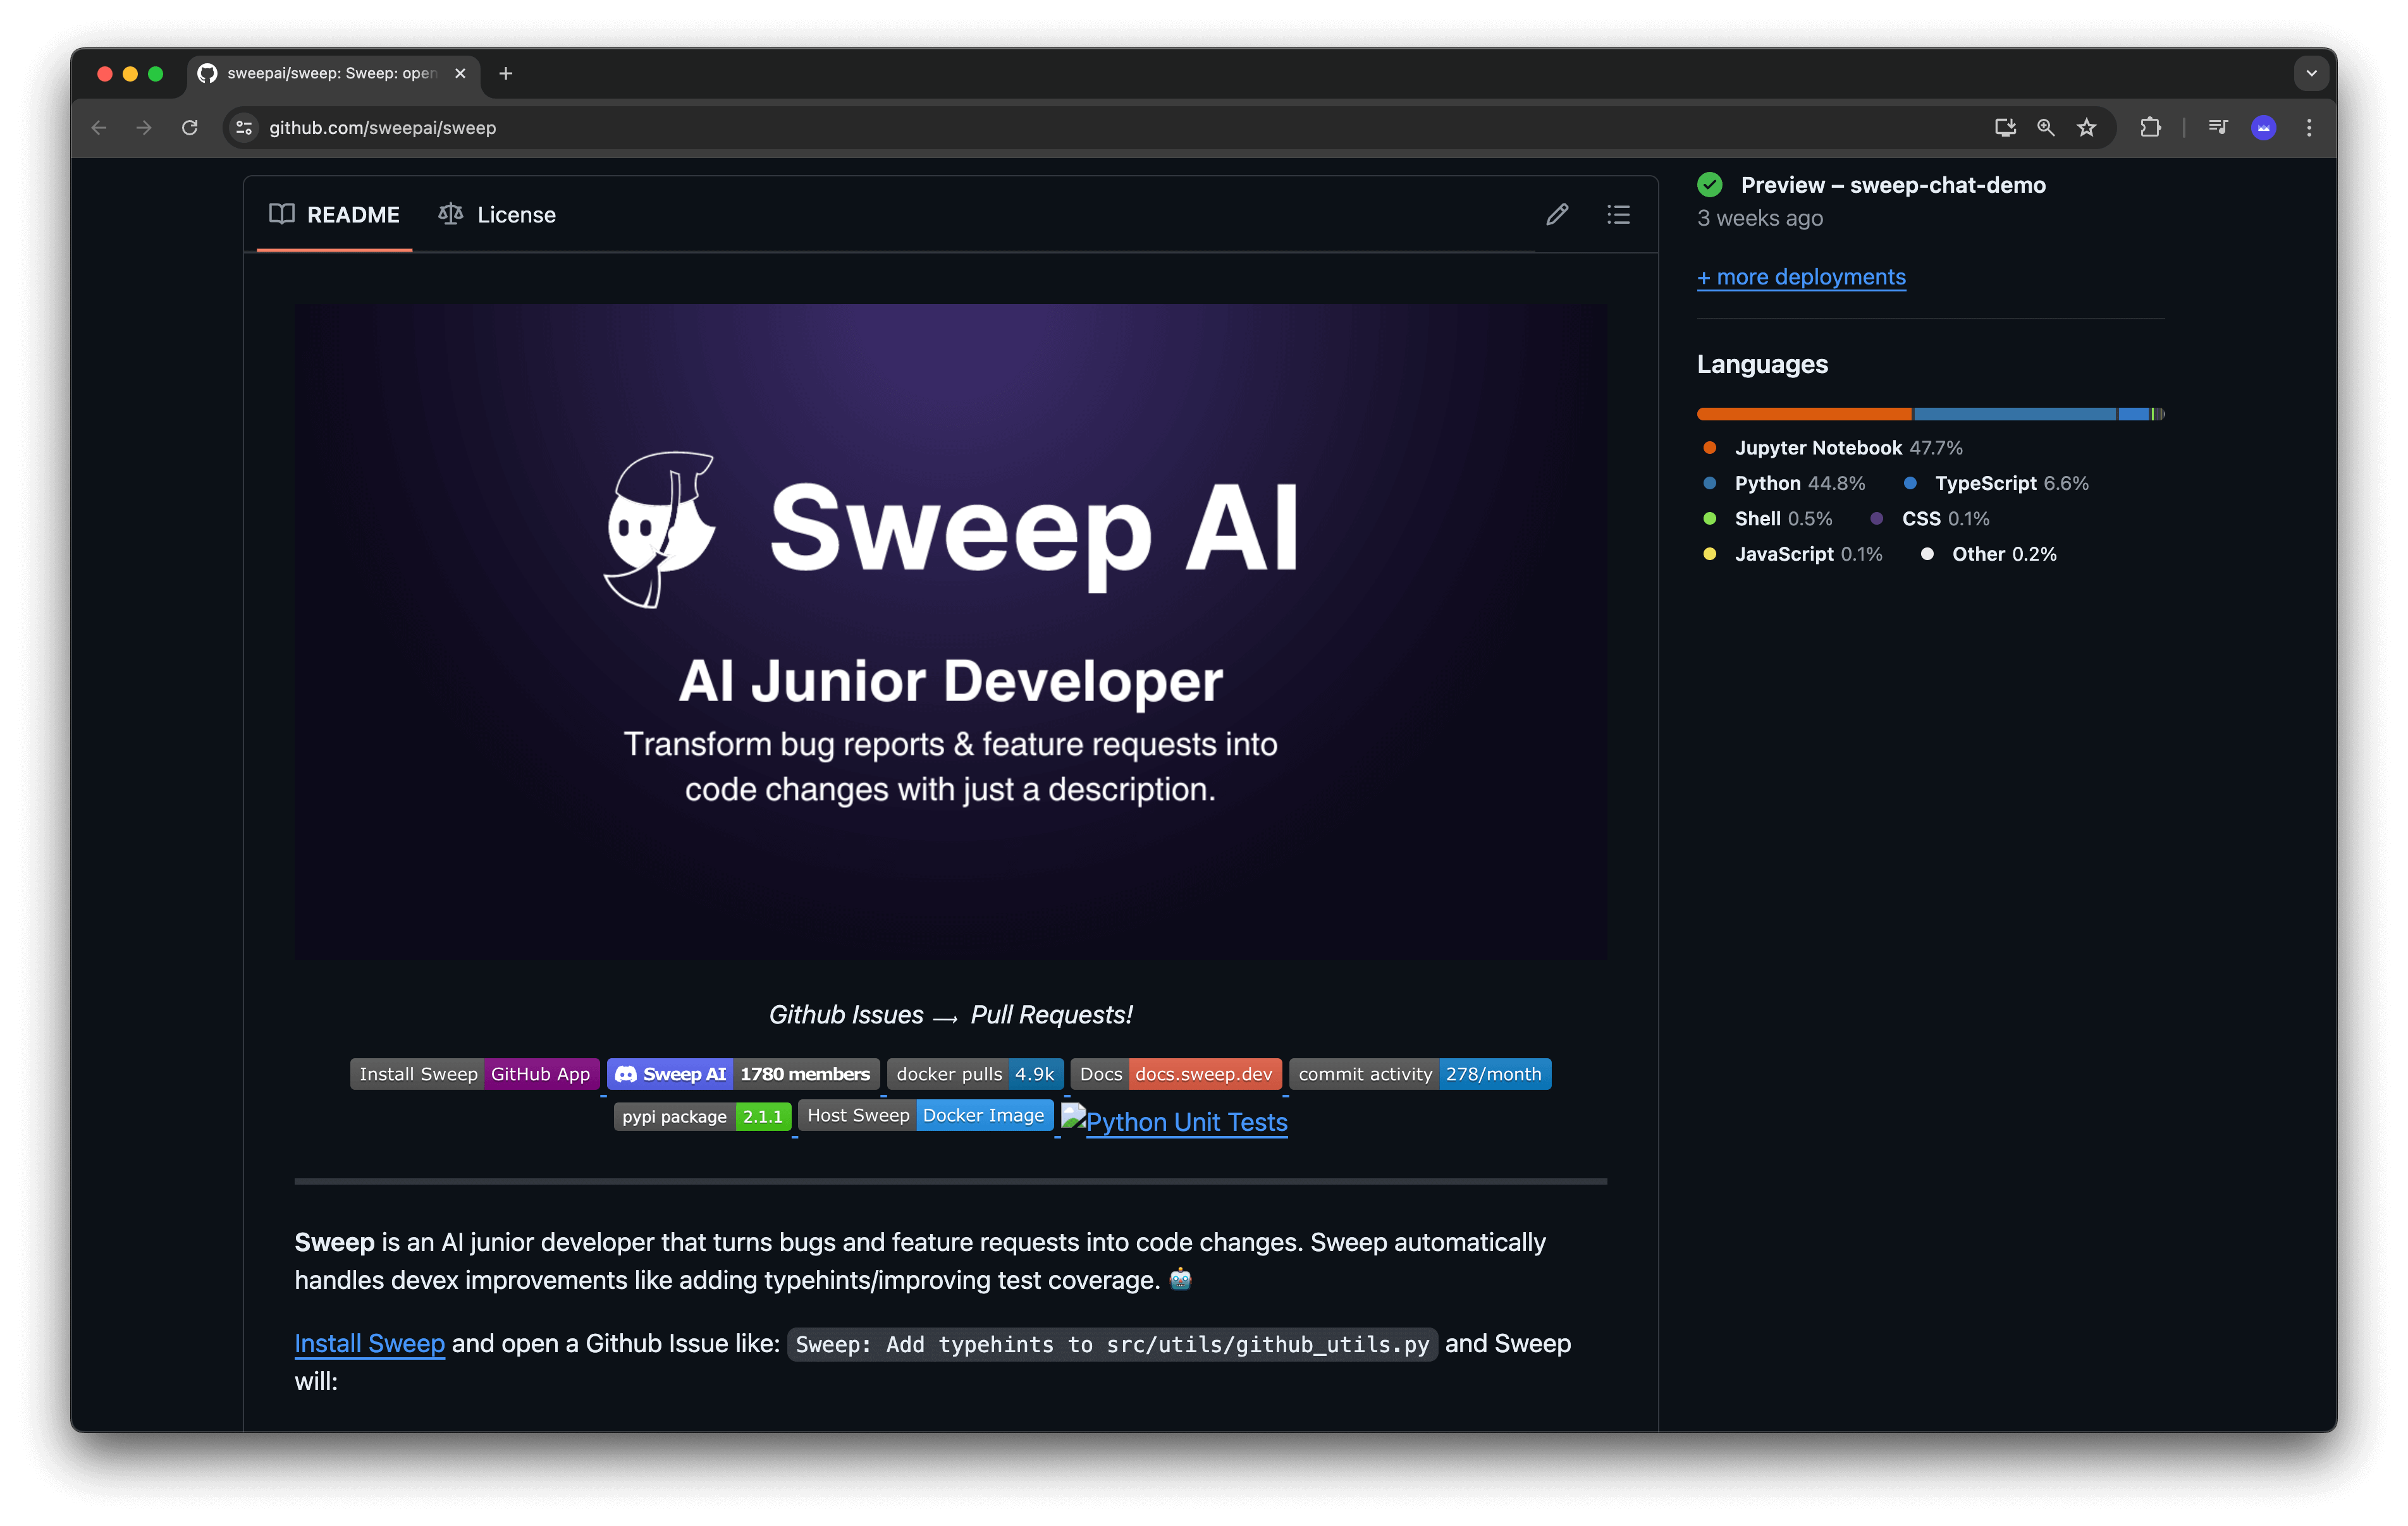 sweepai/sweep: Sweep: open
github.com/sweepai/sweep
README
License
Sweep AI
AI Junior Developer
Transform bug reports & feature requests into
code changes with just a description.
Github Issues ⟶ Pull Requests!
Install Sweep GitHub App Sweep AI 1780 members docker pulls 4.9k Docs docs.sweep.dev commit activity 278/month
pypi package 2.1.1 Host Sweep Docker Image Python Unit Tests
Sweep is an AI junior developer that turns bugs and feature requests into code changes. Sweep automatically
handles devex improvements like adding typehints/improving test coverage. 🤖
Install Sweep and open a Github Issue like: Sweep: Add typehints to src/utils/github_utils.py and Sweep
will:
Preview – sweep-chat-demo
3 weeks ago
+ more deployments
Languages
Jupyter Notebook 47.7%
Python 44.8% TypeScript 6.6%
Shell 0.5% CSS 0.1%
JavaScript 0.1% Other 0.2%